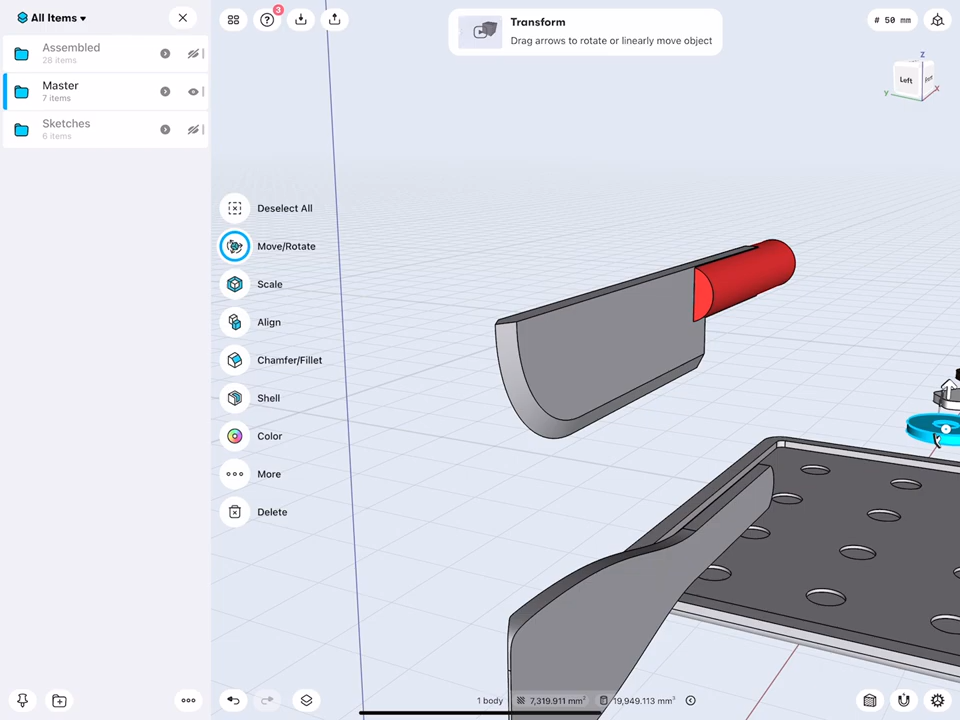 All Items
Assembled
28 items
Master
7 items
Sketches
6 items
3
Transform
Drag arrows to rotate or linearly move object
# 50 mm
Z
Left
Y
X
Deselect All
Move/Rotate
Scale
Align
Chamfer/Fillet
Shell
Color
More
Delete
1 body
7,319.911 mm²
19,949.113 mm³